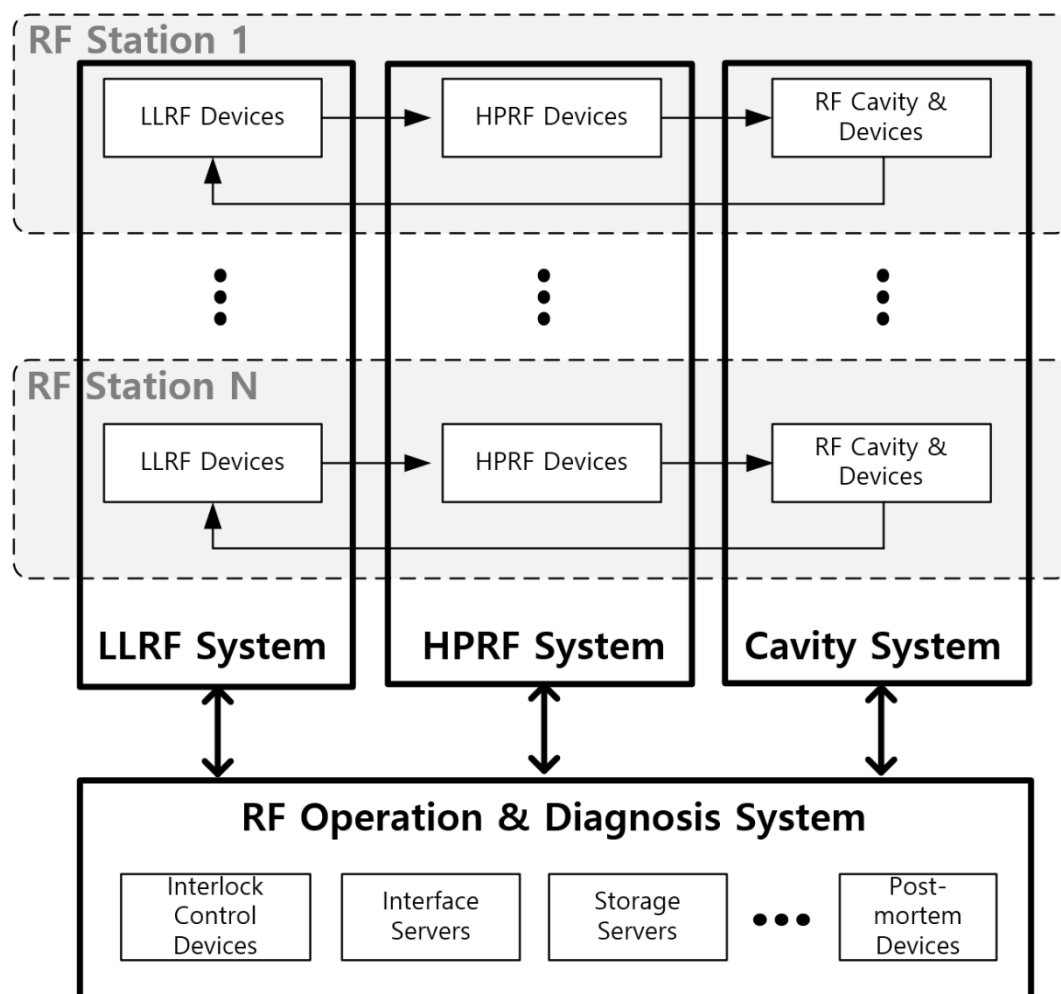 RF Station 1
LLRF Devices
HPRF Devices
RF Cavity &
Devices
RF Station N
LLRF Devices
HPRF Devices
RF Cavity &
Devices
LLRF System
HPRF System
Cavity System
RF Operation & Diagnosis System
Interlock
Control
Devices
Interface
Servers
Storage
Servers
Post-
mortem
Devices